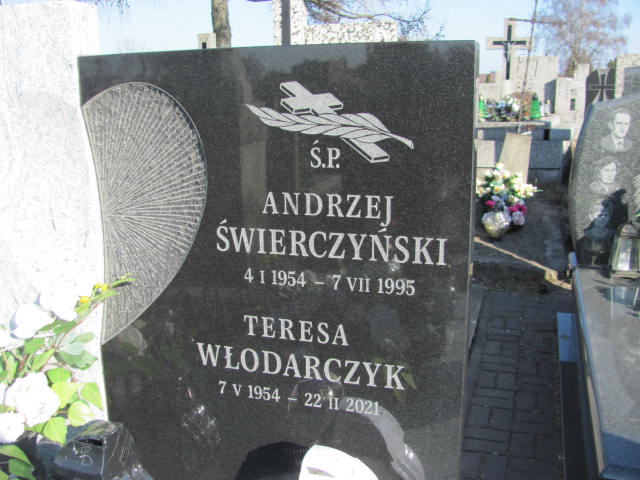 Ś.P.
ANDRZEJ
ŚWIERCZYŃSKI
4 I 1954 – 7 VII 1995
TERESA
WŁODARCZYK
7 V 1954 – 22 II 2021